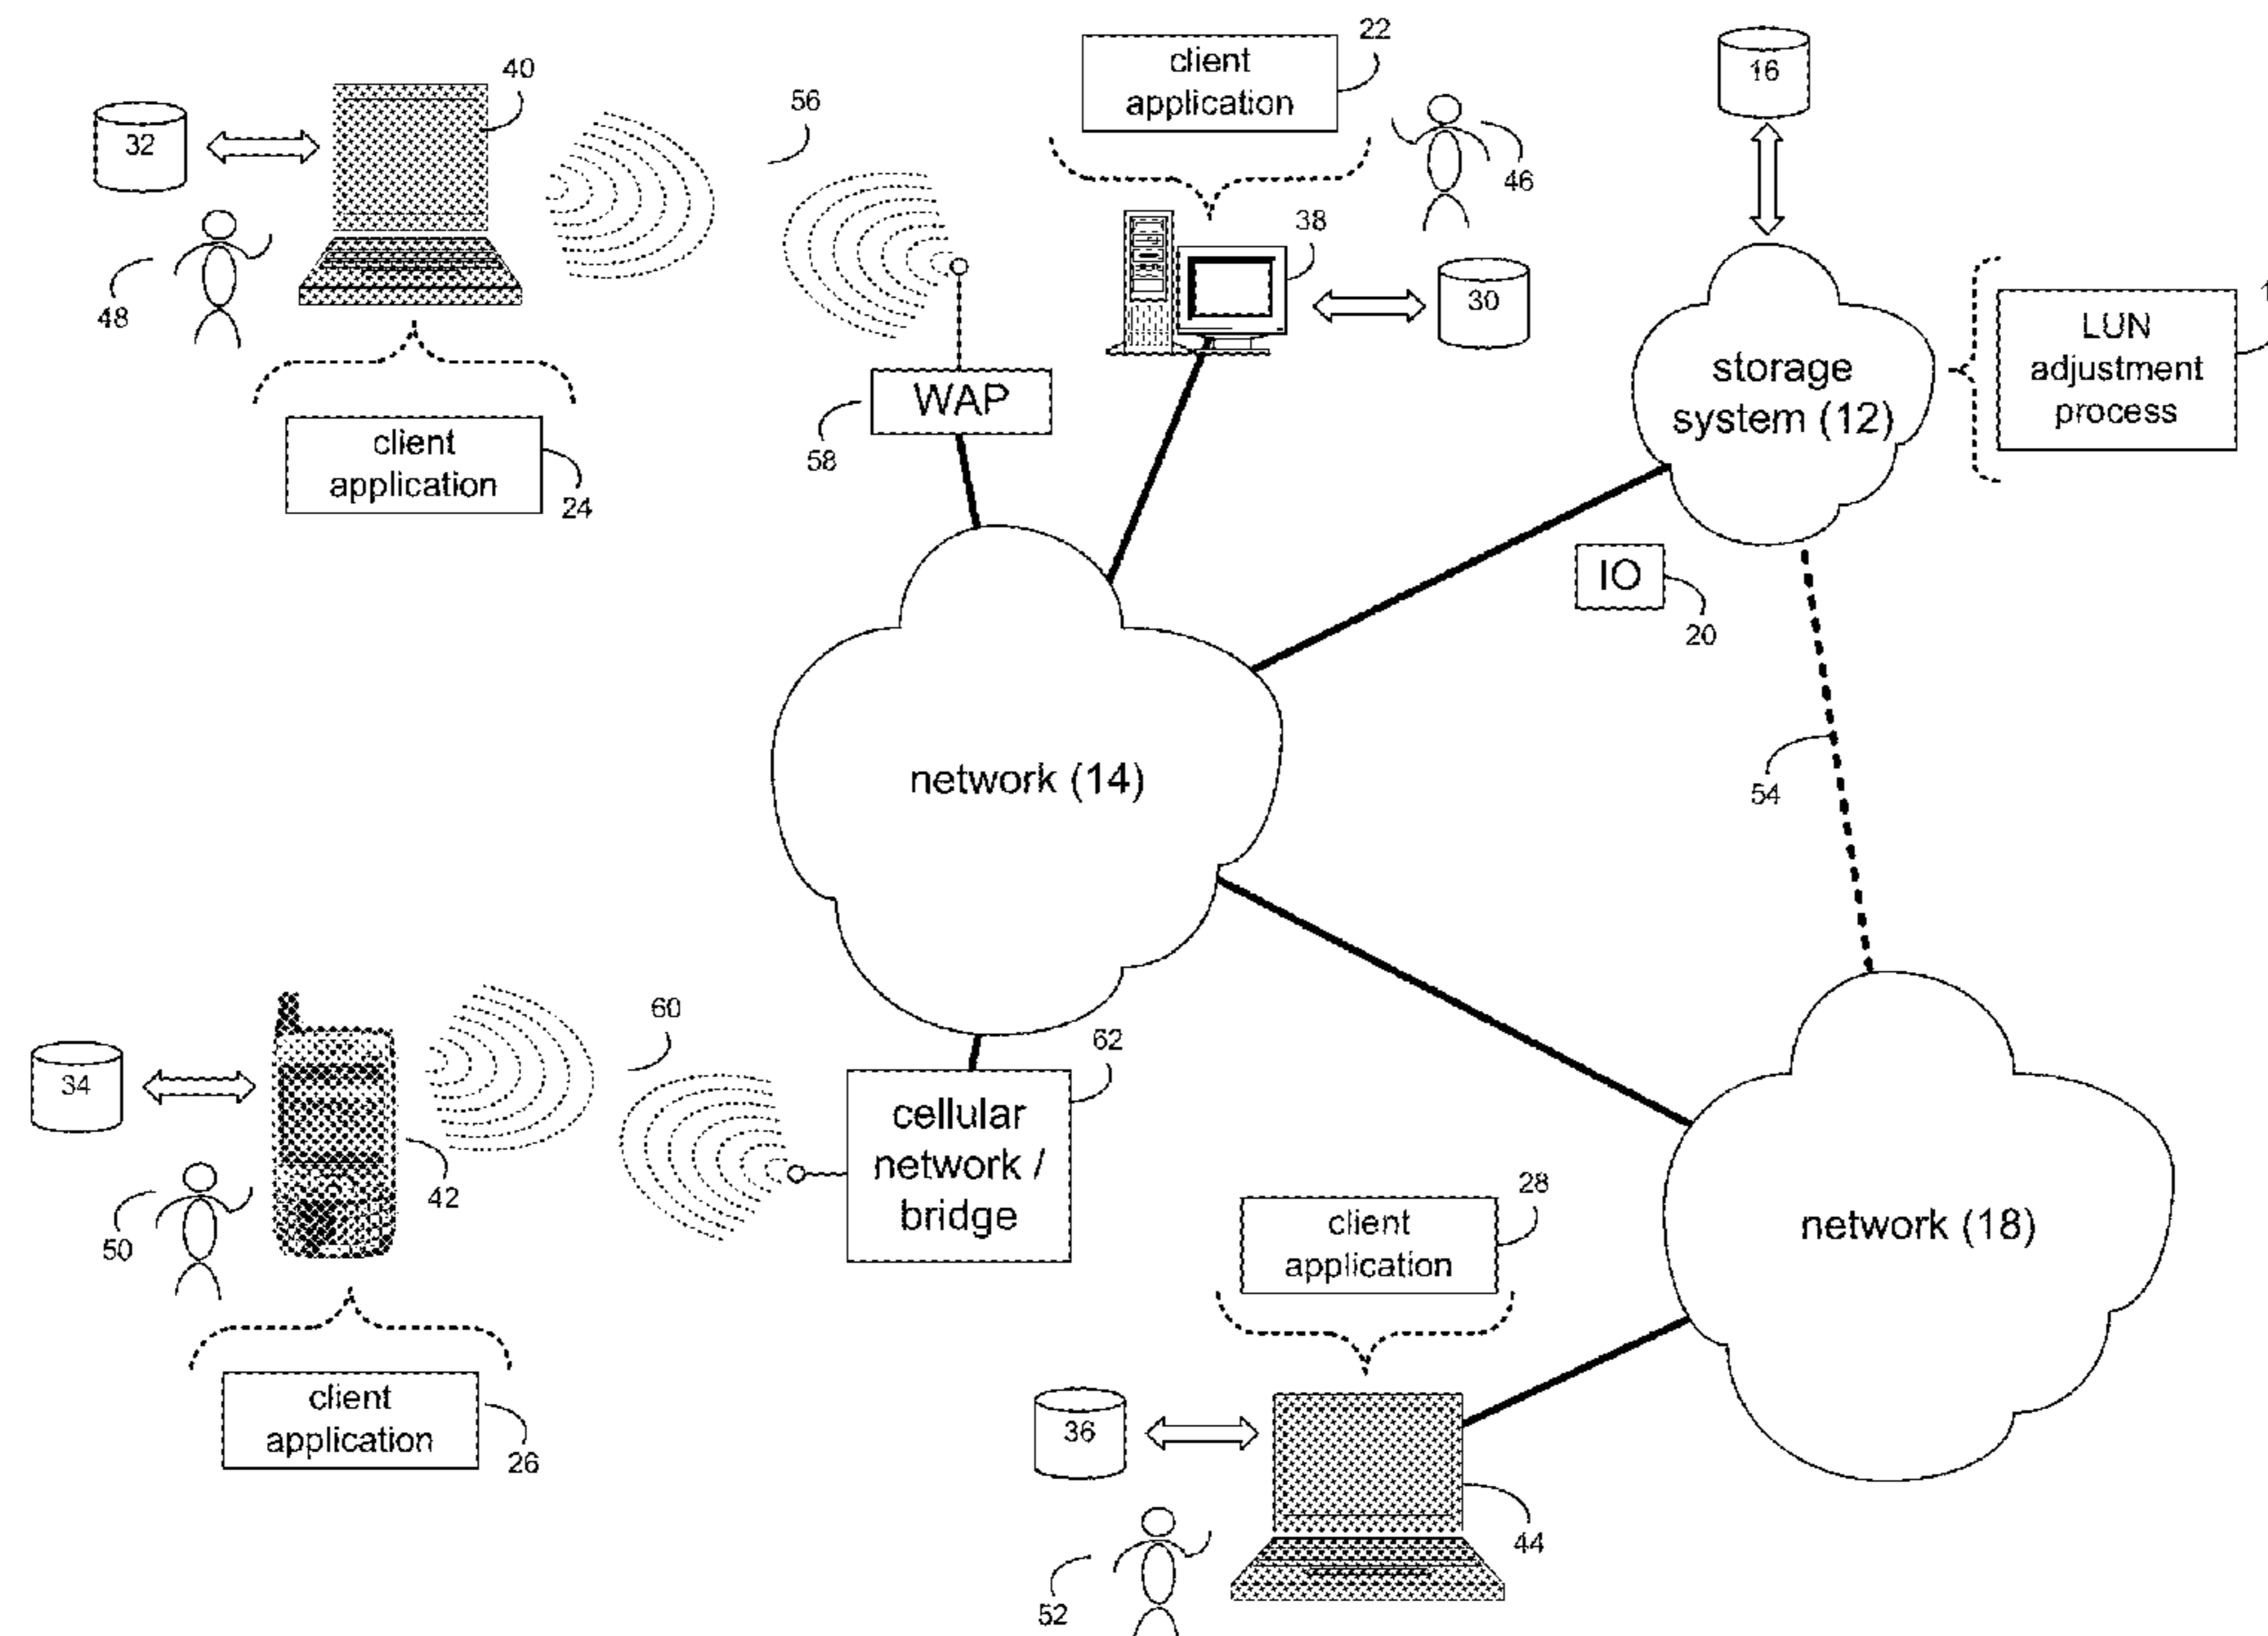 40
32
48
client
application
24
56
WAP
58
client
application
22
46
38
30
16
storage
system (12)
LUN
adjustment
process
1
IO
20
network (14)
54
34
50
42
client
application
26
60
cellular
network /
bridge
62
client
application
28
36
52
44
network (18)